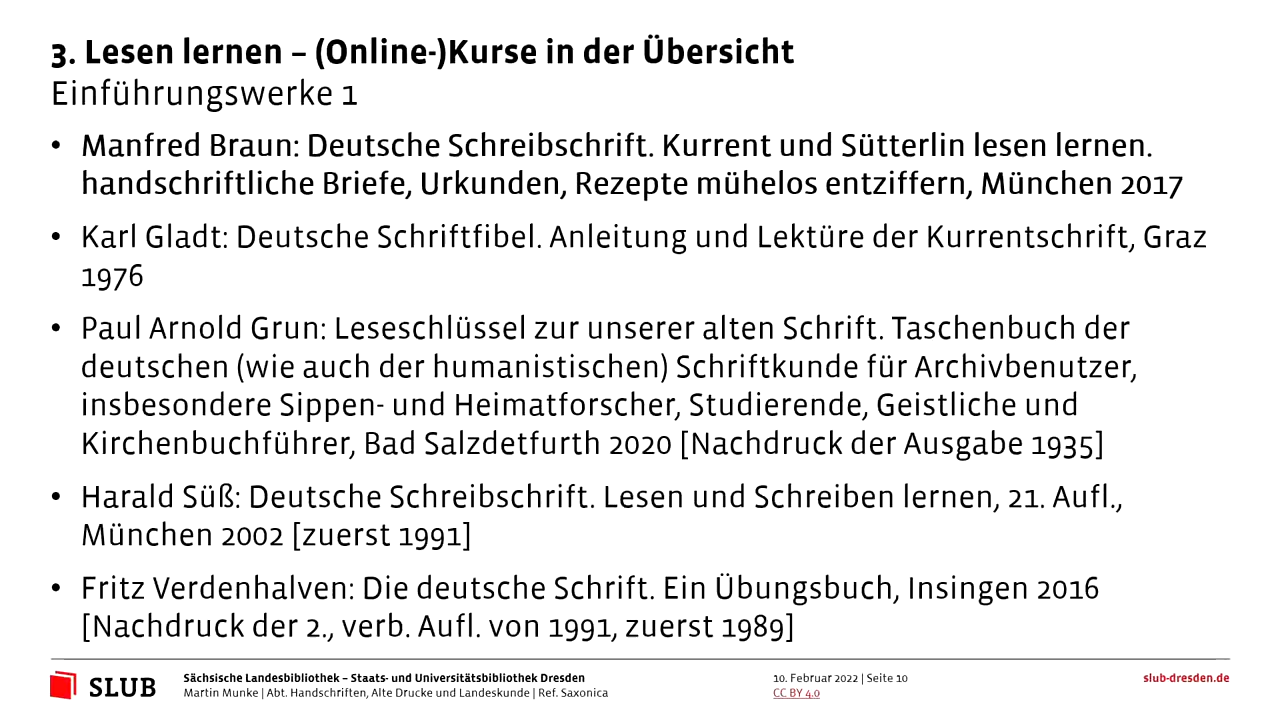 3. Lesen lernen – (Online-)Kurse in der Übersicht
Einführungswerke 1
• Manfred Braun: Deutsche Schreibschrift. Kurrent und Sütterlin lesen lernen.
handschriftliche Briefe, Urkunden, Rezepte mühelos entziffern, München 2017
• Karl Gladt: Deutsche Schriftfibel. Anleitung und Lektüre der Kurrentschrift, Graz
1976
• Paul Arnold Grun: Leseschlüssel zur unserer alten Schrift. Taschenbuch der
deutschen (wie auch der humanistischen) Schriftkunde für Archivbenutzer,
insbesondere Sippen- und Heimatforscher, Studierende, Geistliche und
Kirchenbuchführer, Bad Salzdetfurth 2020 [Nachdruck der Ausgabe 1935]
• Harald Süß: Deutsche Schreibschrift. Lesen und Schreiben lernen, 21. Aufl.,
München 2002 [zuerst 1991]
• Fritz Verdenhalven: Die deutsche Schrift. Ein Übungsbuch, Insingen 2016
[Nachdruck der 2., verb. Aufl. von 1991, zuerst 1989]
SLUB
Sächsische Landesbibliothek – Staats- und Universitätsbibliothek Dresden
Martin Munke | Abt. Handschriften, Alte Drucke und Landeskunde | Ref. Saxonica
10. Februar 2022 | Seite 10
CC BY 4.0
slub-dresden.de